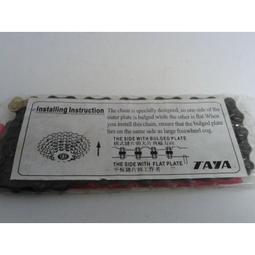 Installing Instruction
The chain is specially designed, so one side of the
outer plate is bulged while the other is flat. When
you install this chain, ensure that the bulged plate
lies on the same side as large freewheel cog.
THE SIDE WITH BULGED PLATE
THE SIDE WITH FLAT PLATE
TAYA